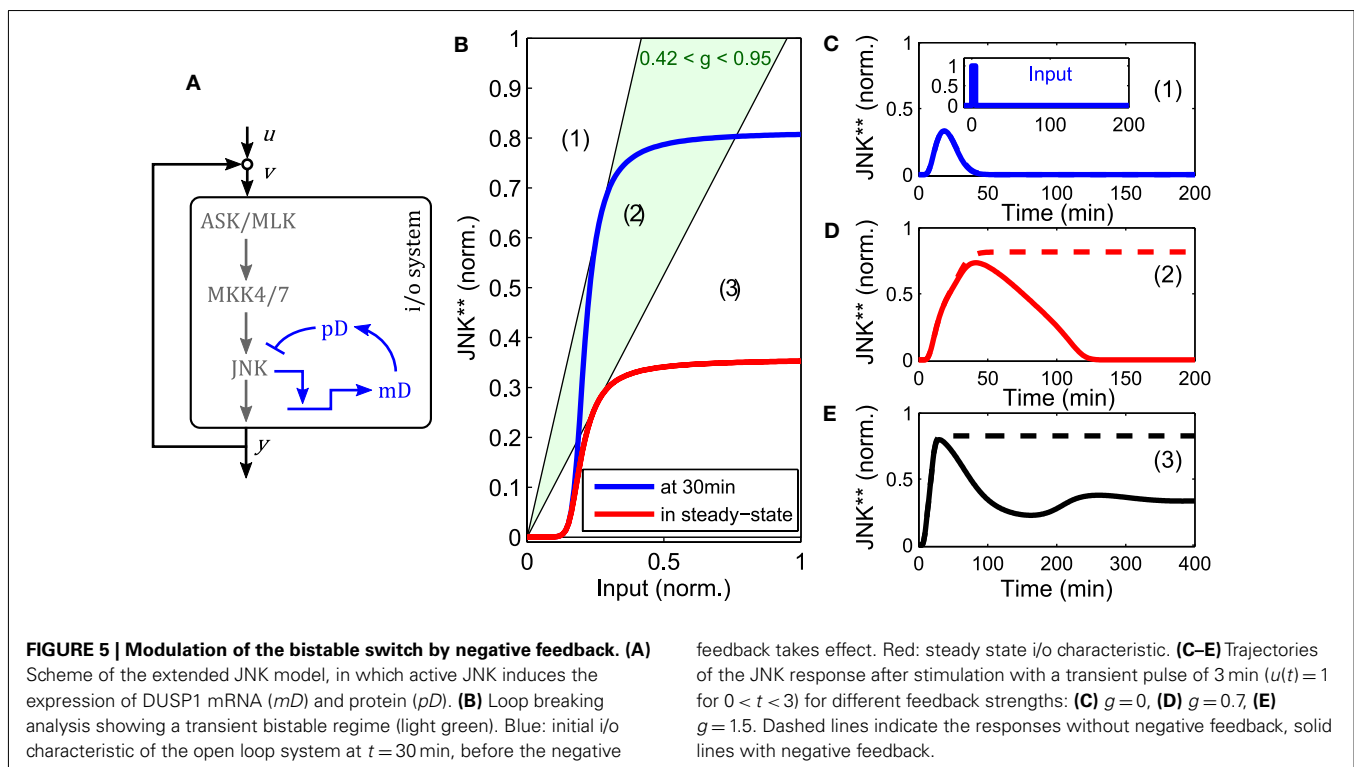 A
u
v
ASK/MLK
MKK4/7
JNK
pD
mD
i/o system
y
B
JNK** (norm.)
1
0.9
0.8
0.7
0.6
0.5
0.4
0.3
0.2
0.1
0
0.42 < g < 0.95
(1)
(2)
(3)
at 30min
in steady-state
0 0.5 1
Input (norm.)
C
JNK** (norm.)
1
0.5
0
1
0.5
0
Input
0 100 200
(1)
0 50 100 150 200
Time (min)
D
JNK** (norm.)
1
0.5
0
(2)
0 50 100 150 200
Time (min)
E
JNK** (norm.)
1
0.5
0
(3)
0 100 200 300 400
Time (min)
FIGURE 5 | Modulation of the bistable switch by negative feedback. (A)
Scheme of the extended JNK model, in which active JNK induces the
expression of DUSP1 mRNA (mD) and protein (pD). (B) Loop breaking
analysis showing a transient bistable regime (light green). Blue: initial i/o
characteristic of the open loop system at t = 30 min, before the negative
feedback takes effect. Red: steady state i/o characteristic. (C–E) Trajectories
of the JNK response after stimulation with a transient pulse of 3 min (u(t) = 1
for 0 < t < 3) for different feedback strengths: (C) g = 0, (D) g = 0.7, (E)
g = 1.5. Dashed lines indicate the responses without negative feedback, solid
lines with negative feedback.